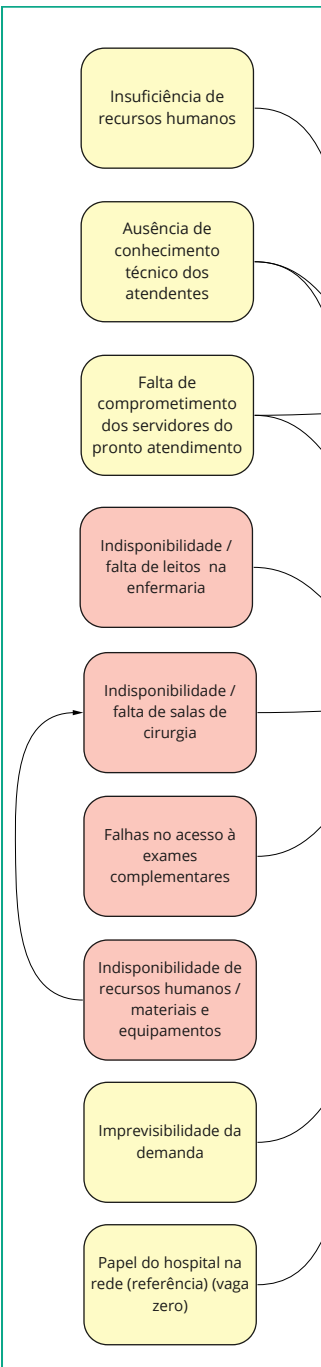 Insuficiência de
recursos humanos
Ausência de
conhecimento
técnico dos
atendentes
Falta de
comprometimento
dos servidores do
pronto atendimento
Indisponibilidade /
falta de leitos na
enfermaria
Indisponibilidade /
falta de salas de
cirurgia
Falhas no acesso à
exames
complementares
Indisponibilidade de
recursos humanos /
materiais e
equipamentos
Imprevisibilidade da
demanda
Papel do hospital na
rede (referência) (vaga
zero)